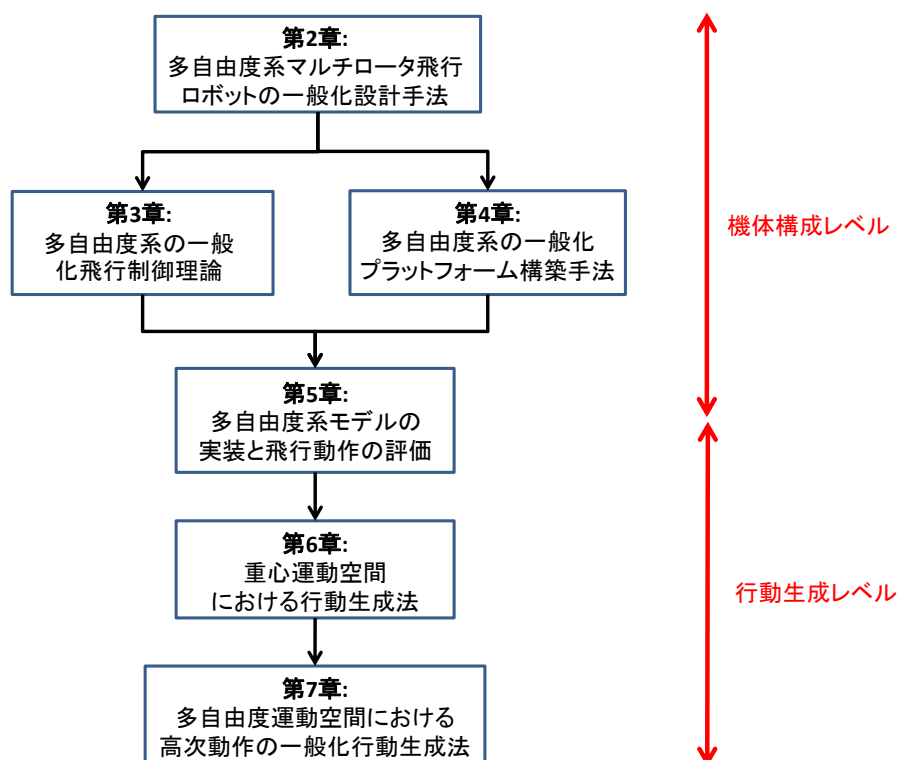 第2章:
多自由度系マルチロータ飛行
ロボットの一般化設計手法
第3章:
多自由度系の一般
化飛行制御理論
第4章:
多自由度系の一般化
プラットフォーム構築手法
機体構成レベル
第5章:
多自由度系モデルの
実装と飛行動作の評価
第6章:
重心運動空間
における行動生成法
行動生成レベル
第7章:
多自由度運動空間における
高次動作の一般化行動生成法